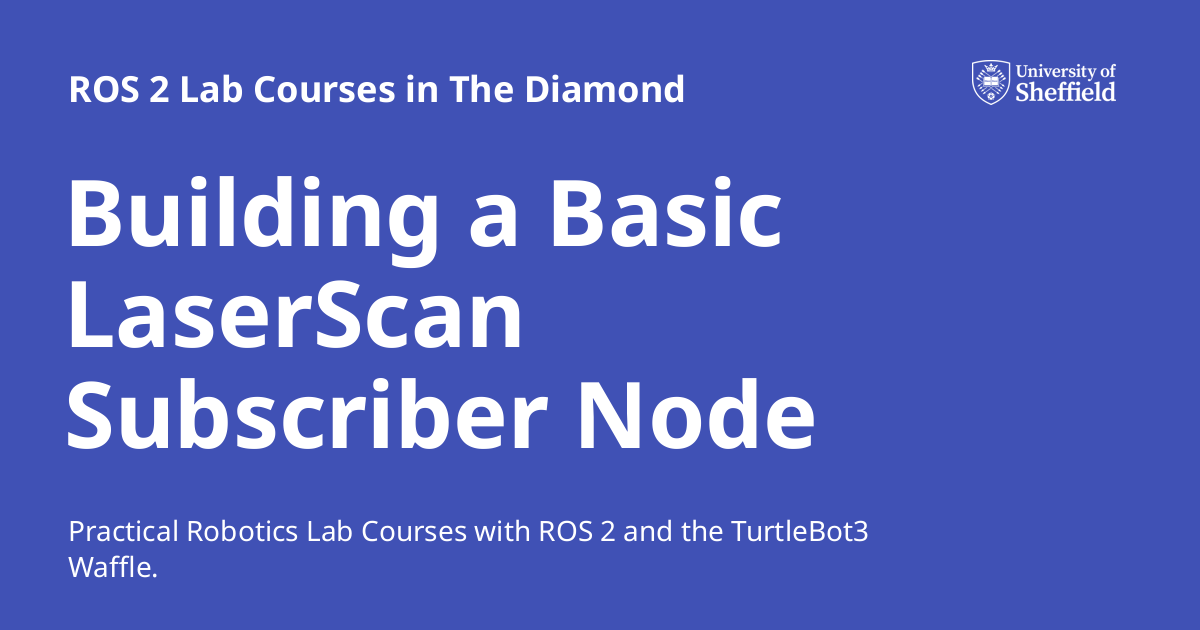 ROS 2 Lab Courses in The Diamond
University of
Sheffield
Building a Basic
LaserScan
Subscriber Node
Practical Robotics Lab Courses with ROS 2 and the TurtleBot3
Waffle.